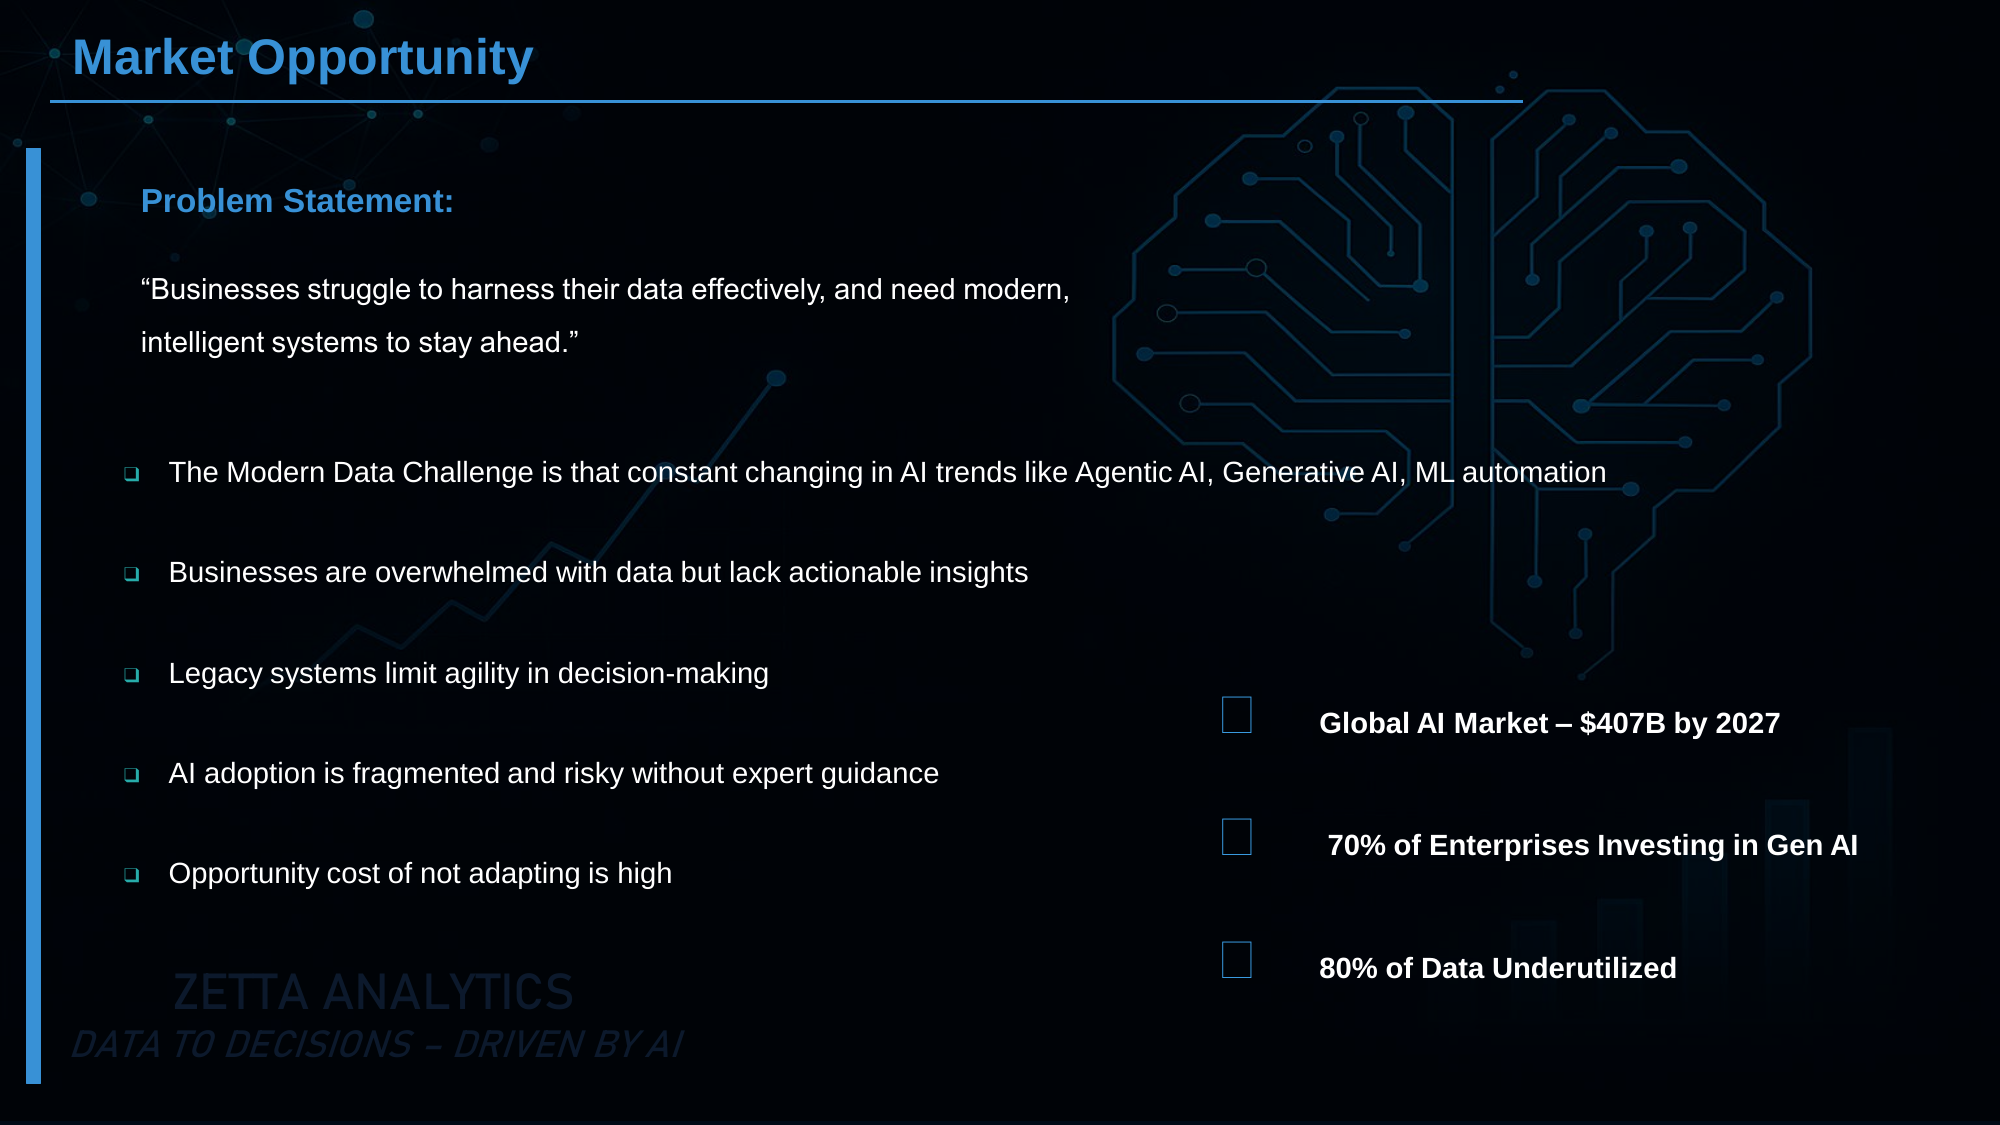 Market Opportunity
Problem Statement:
“Businesses struggle to harness their data effectively, and need modern,
intelligent systems to stay ahead.”
The Modern Data Challenge is that constant changing in AI trends like Agentic AI, Generative AI, ML automation
Businesses are overwhelmed with data but lack actionable insights
Legacy systems limit agility in decision-making
AI adoption is fragmented and risky without expert guidance
Opportunity cost of not adapting is high
Global AI Market – $407B by 2027
70% of Enterprises Investing in Gen AI
80% of Data Underutilized
ZETTA ANALYTICS
DATA TO DECISIONS – DRIVEN BY AI